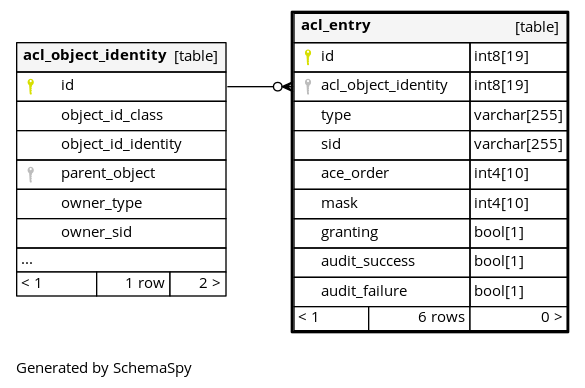 acl_object_identity [table]
id
object_id_class
object_id_identity
parent_object
owner_type
owner_sid
...
< 1 1 row 2 >
acl_entry [table]
id int8[19]
acl_object_identity int8[19]
type varchar[255]
sid varchar[255]
ace_order int4[10]
mask int4[10]
granting bool[1]
audit_success bool[1]
audit_failure bool[1]
< 1 6 rows 0 >
Generated by SchemaSpy